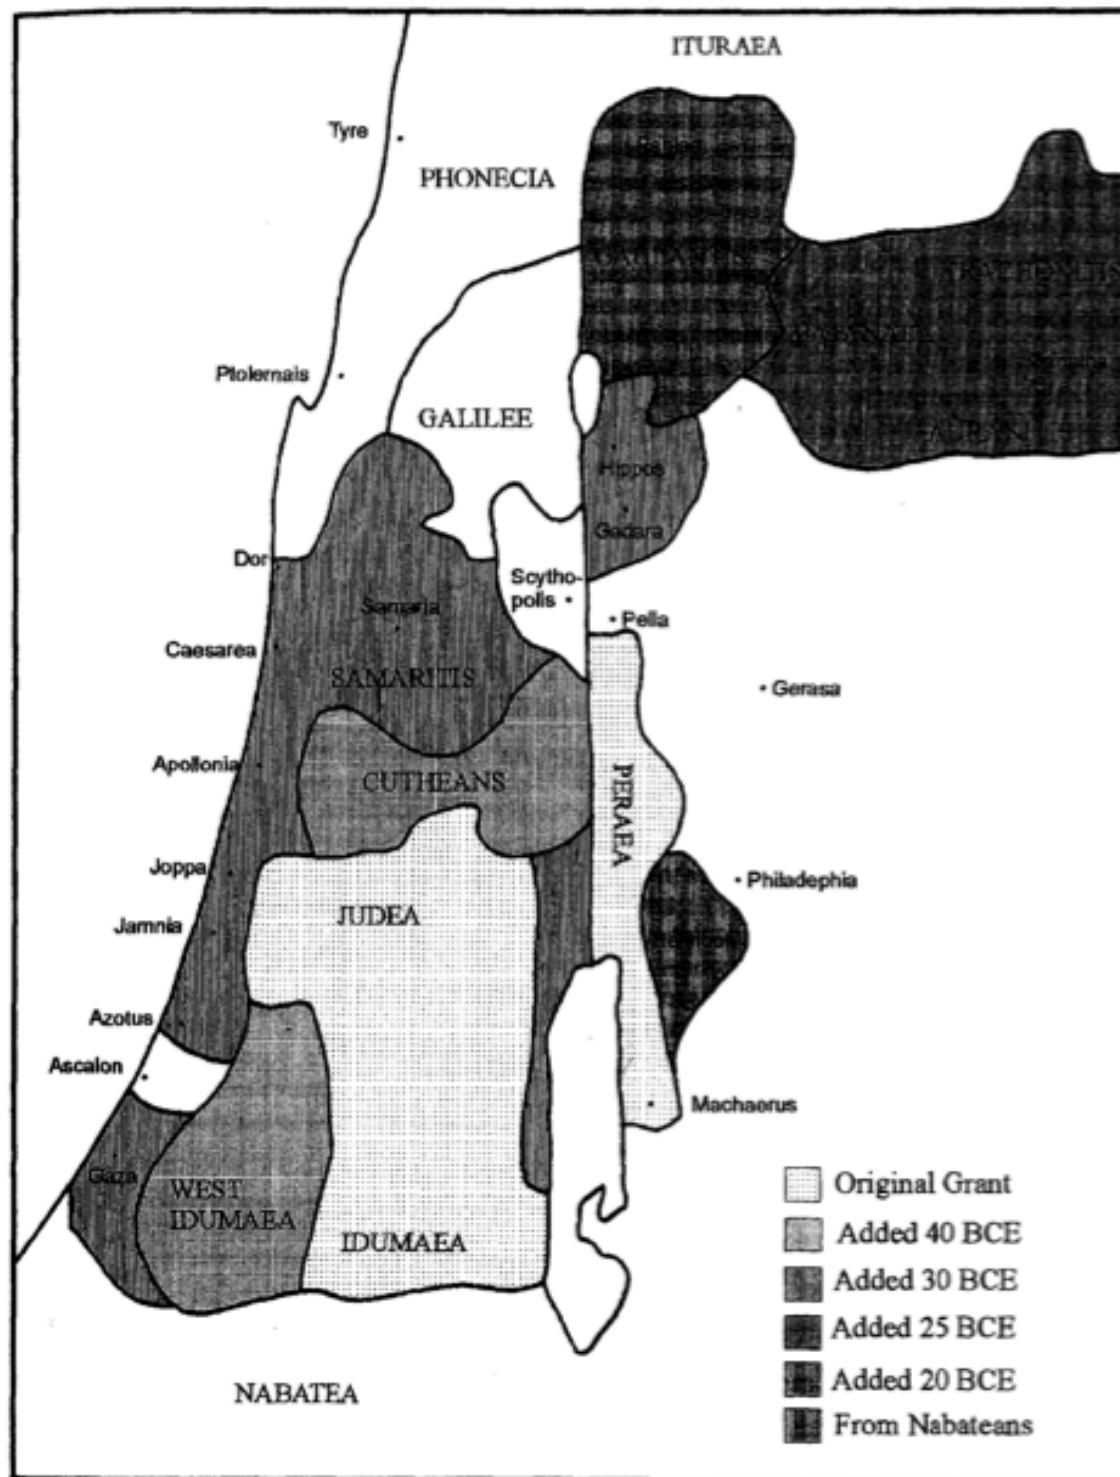 ITURAEA
Tyre
PHONECIA
Ptolemais
GALILEE
Hippos
Gadara
Dor
Scytho-
polis
Samaria
Pella
Caesarea
SAMARITIS
Gerasa
Apollonia
CUTHEANS
PERAEA
Joppa
Philadephia
JUDEA
Jamnia
Azotus
Ascalon
Machaerus
Gaza
WEST
IDUMAEA
IDUMAEA
NABATEA
Original Grant
Added 40 BCE
Added 30 BCE
Added 25 BCE
Added 20 BCE
From Nabateans